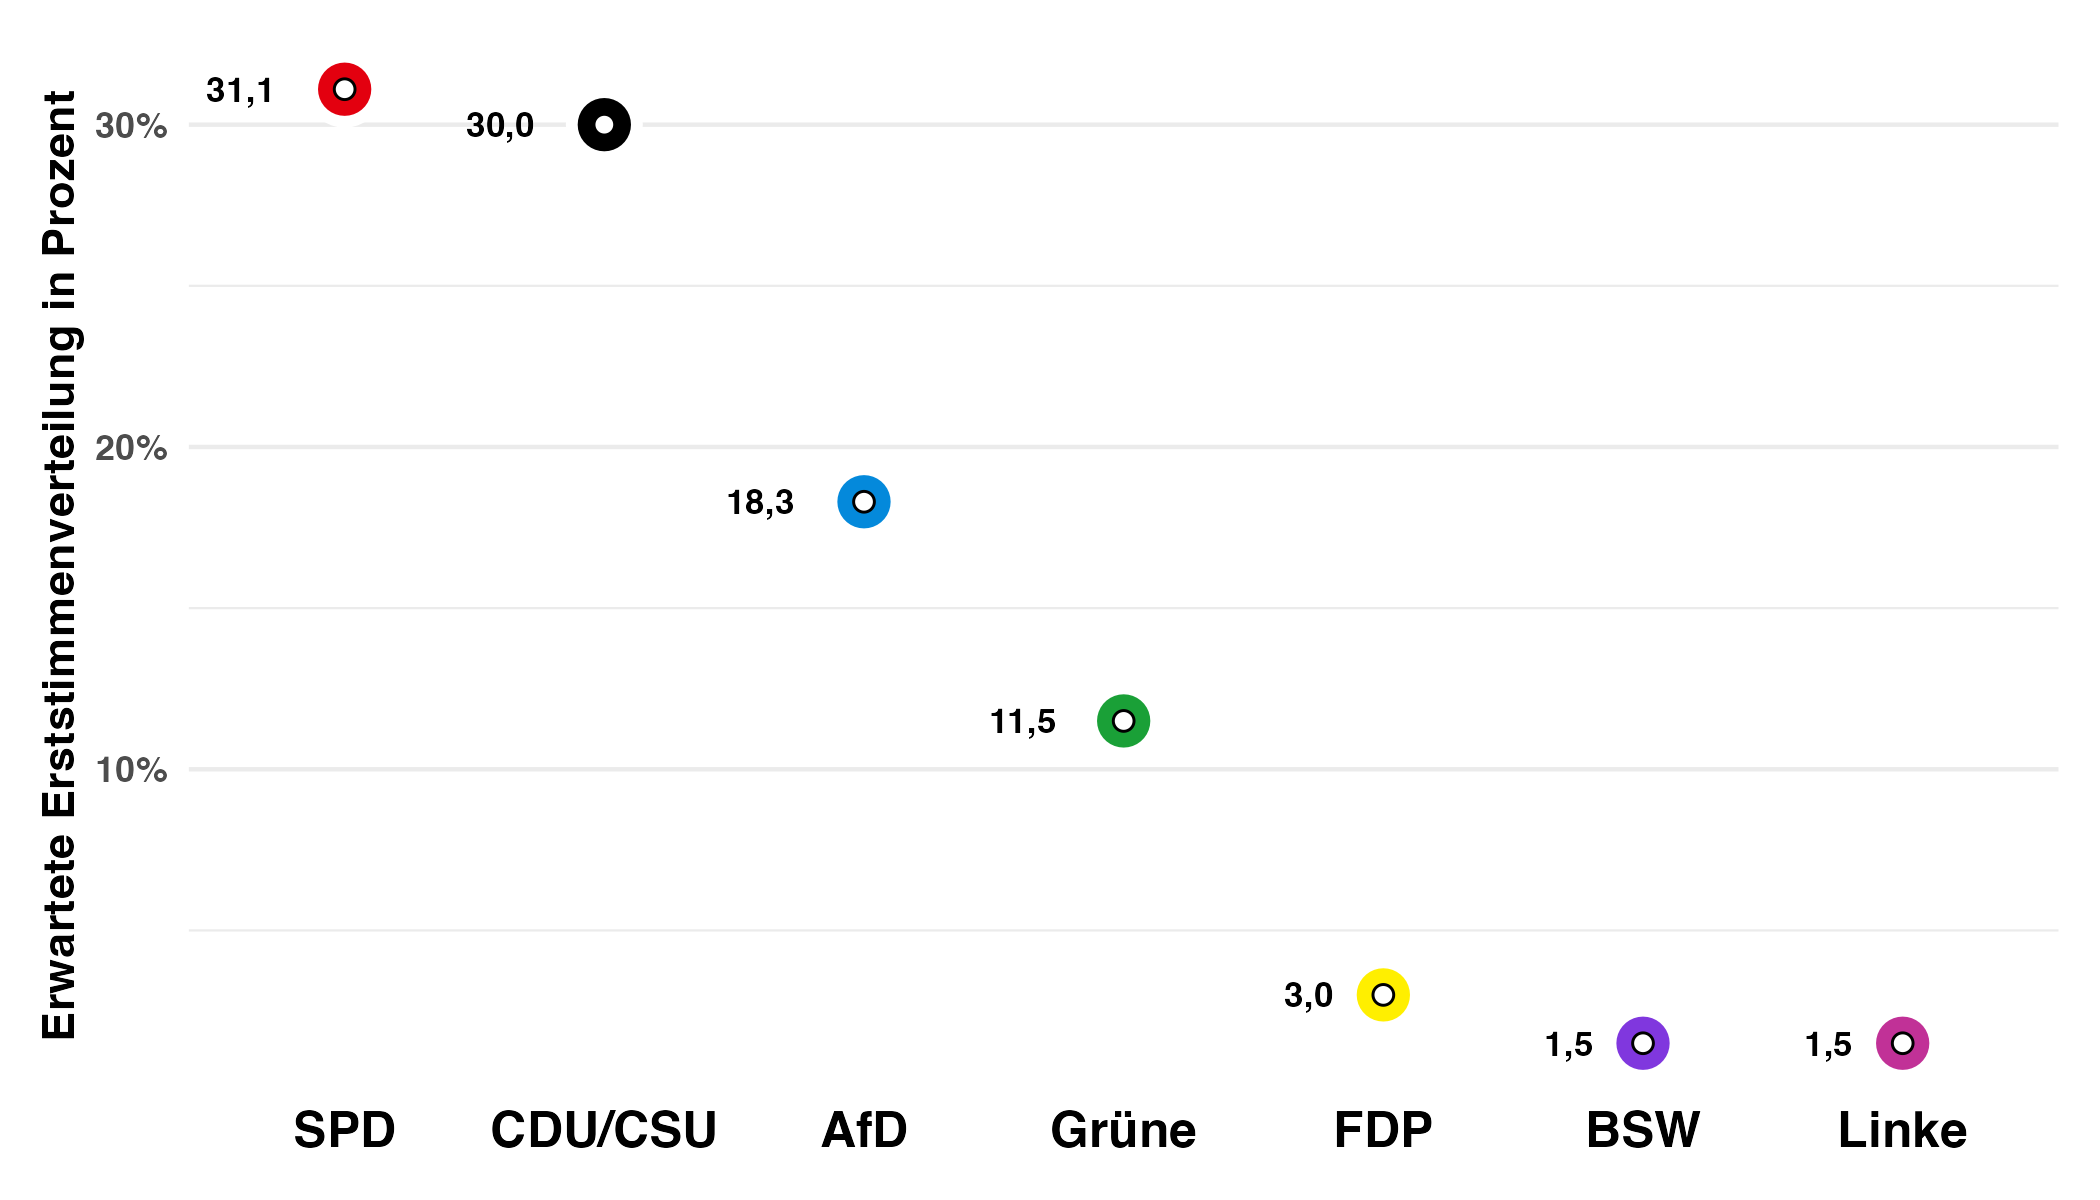 Erwartete Erststimmenverteilung in Prozent
30%
20%
10%
31,1
30,0
18,3
11,5
3,0
1,5
1,5
SPD
CDU/CSU
AfD
Grüne
FDP
BSW
Linke